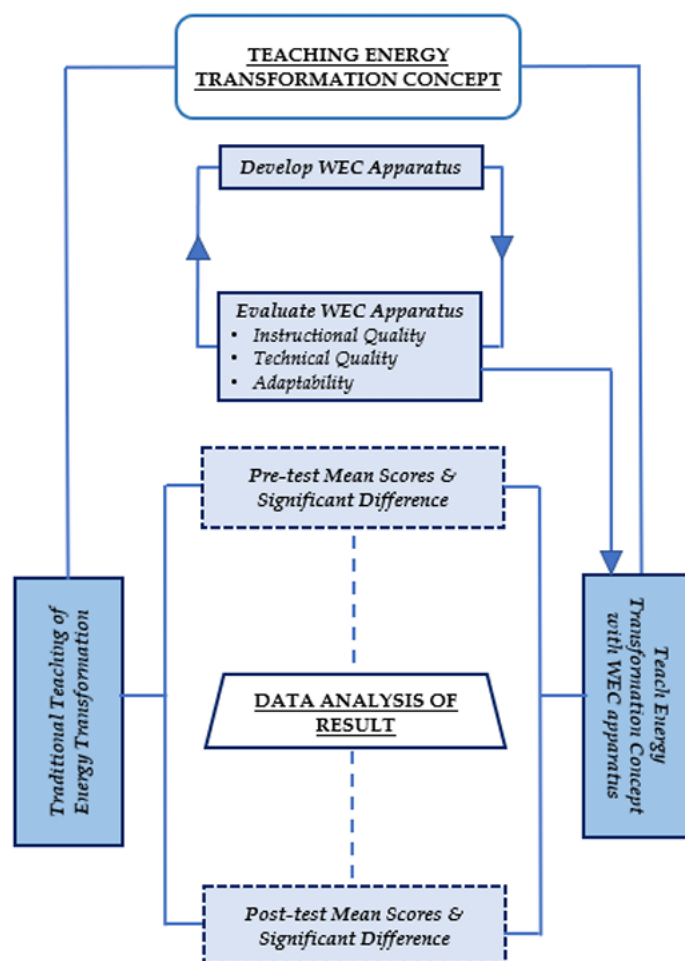 TEACHING ENERGY
TRANSFORMATION CONCEPT
Develop WEC Apparatus
Evaluate WEC Apparatus
• Instructional Quality
• Technical Quality
• Adaptability
Pre-test Mean Scores &
Significant Difference
Traditional Teaching of
Energy Transformation
DATA ANALYSIS OF
RESULT
Teach Energy
Transformation Concept
with WEC apparatus
Post-test Mean Scores &
Significant Difference